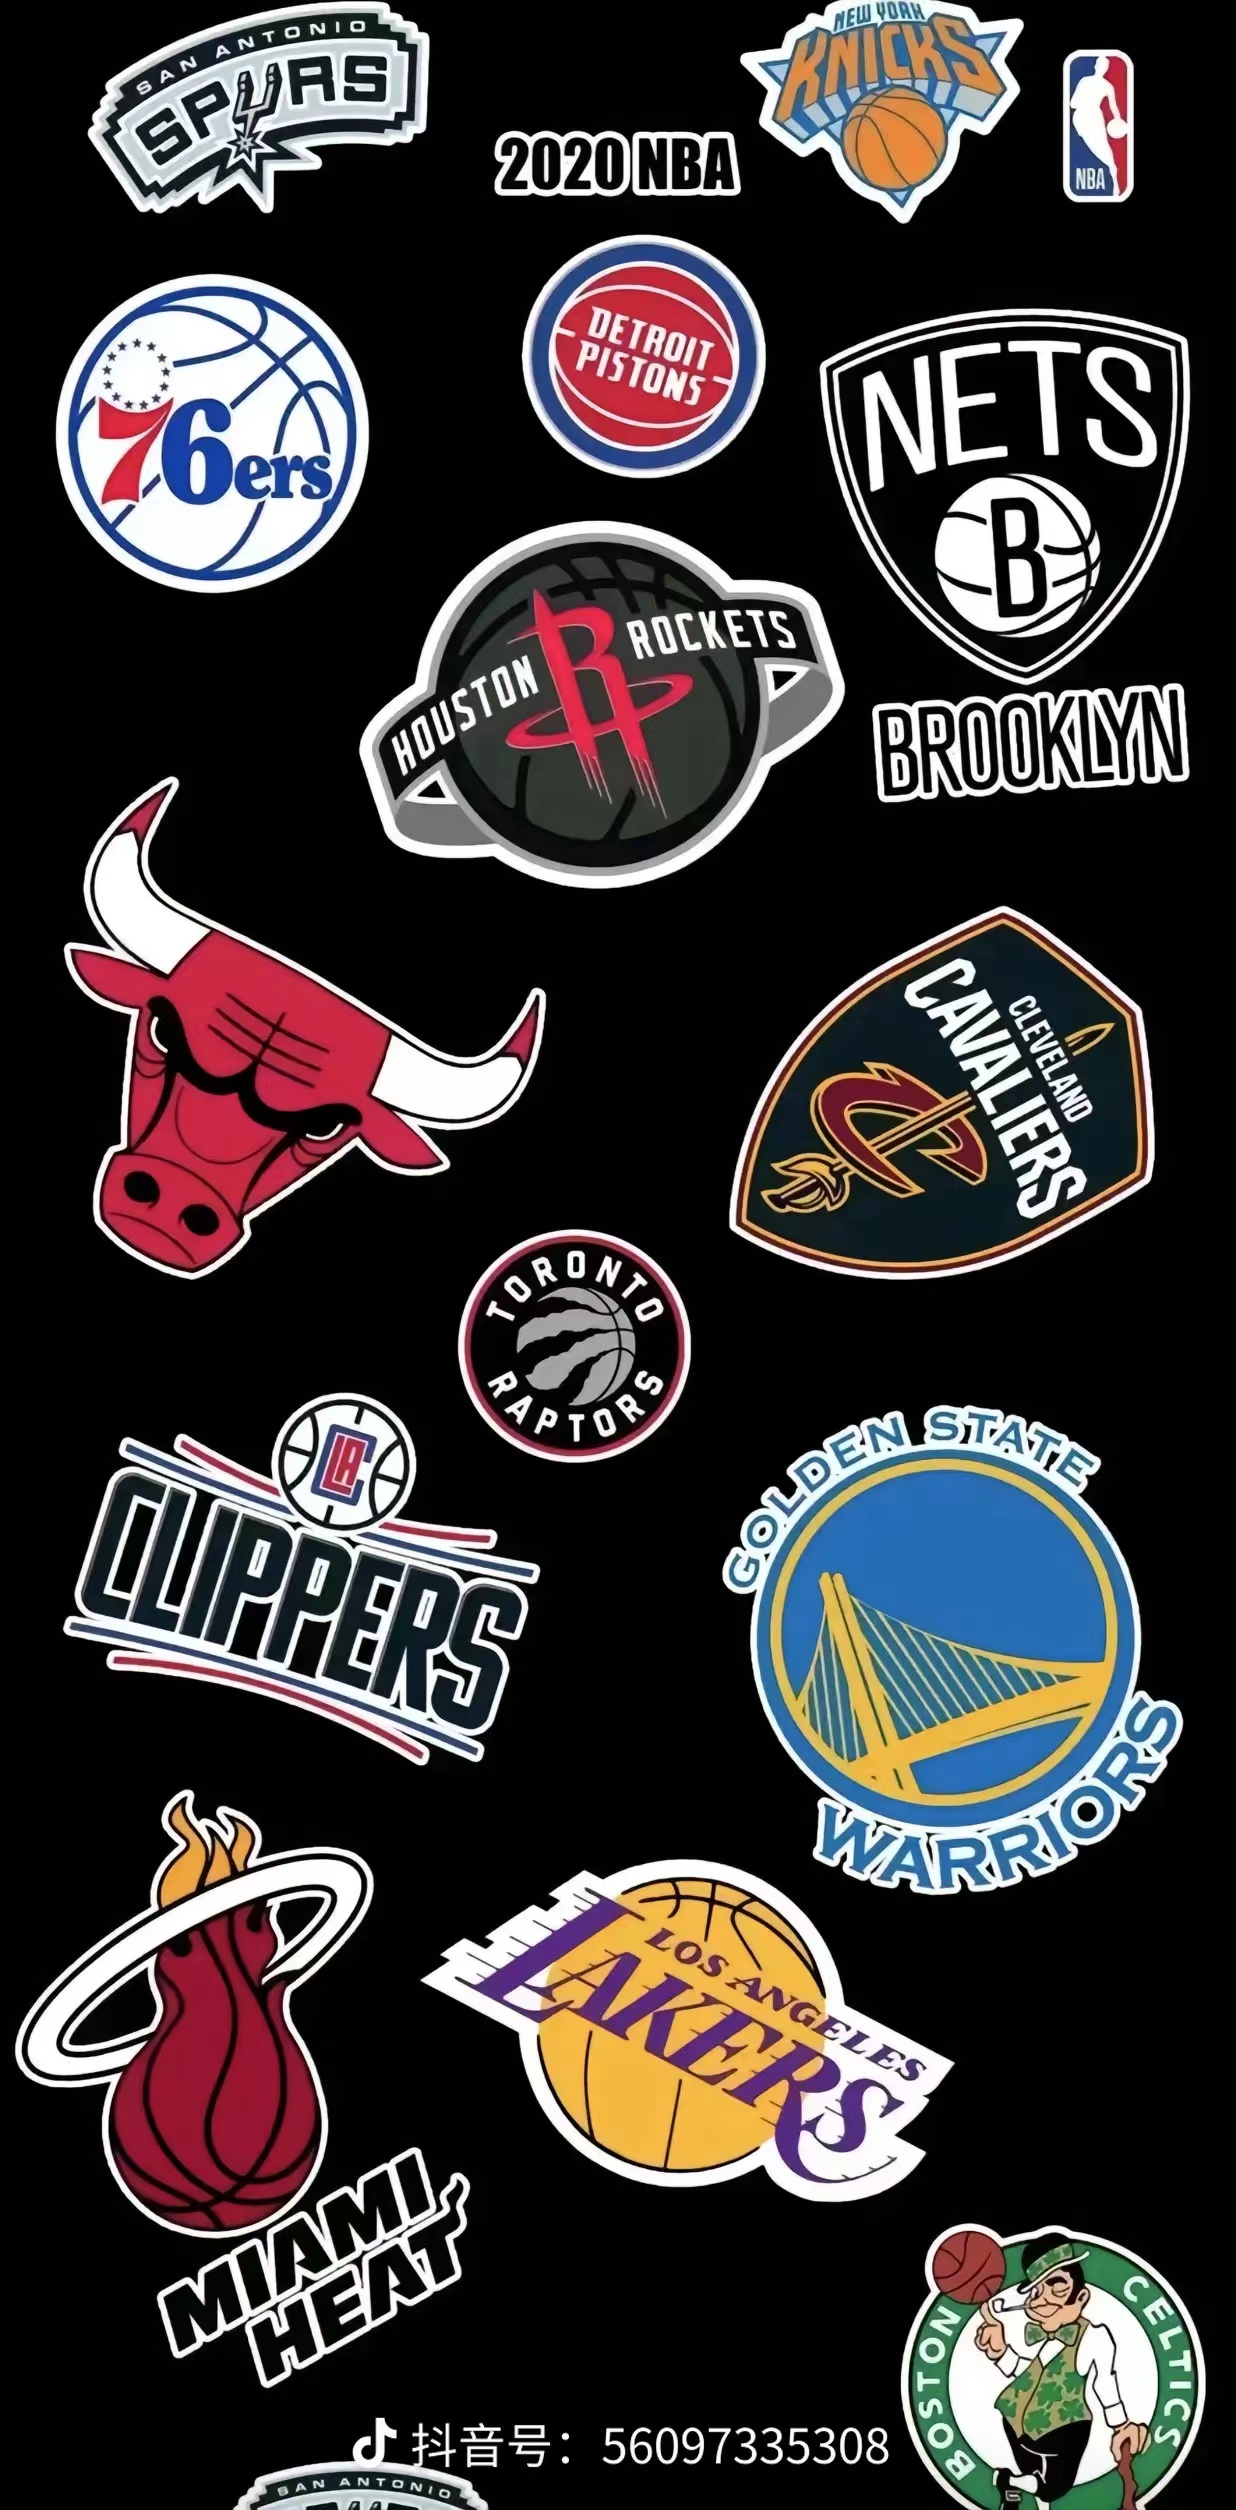 SAN ANTONIO
SPURS
NEW YORK
KNICKS
NBA
2020 NBA
DETROIT
PISTONS
76ers
NETS
B
BROOKLYN
HOUSTON
R
ROCKETS
CLEVELAND
CAVALIERS
C
TORONTO
RAPTORS
LA
CLIPPERS
GOLDEN STATE
WARRIORS
LOS ANGELES
LAKERS
MIAMI
HEAT
BOSTON
CELTICS
抖音号：56097335308
SAN ANTONIO